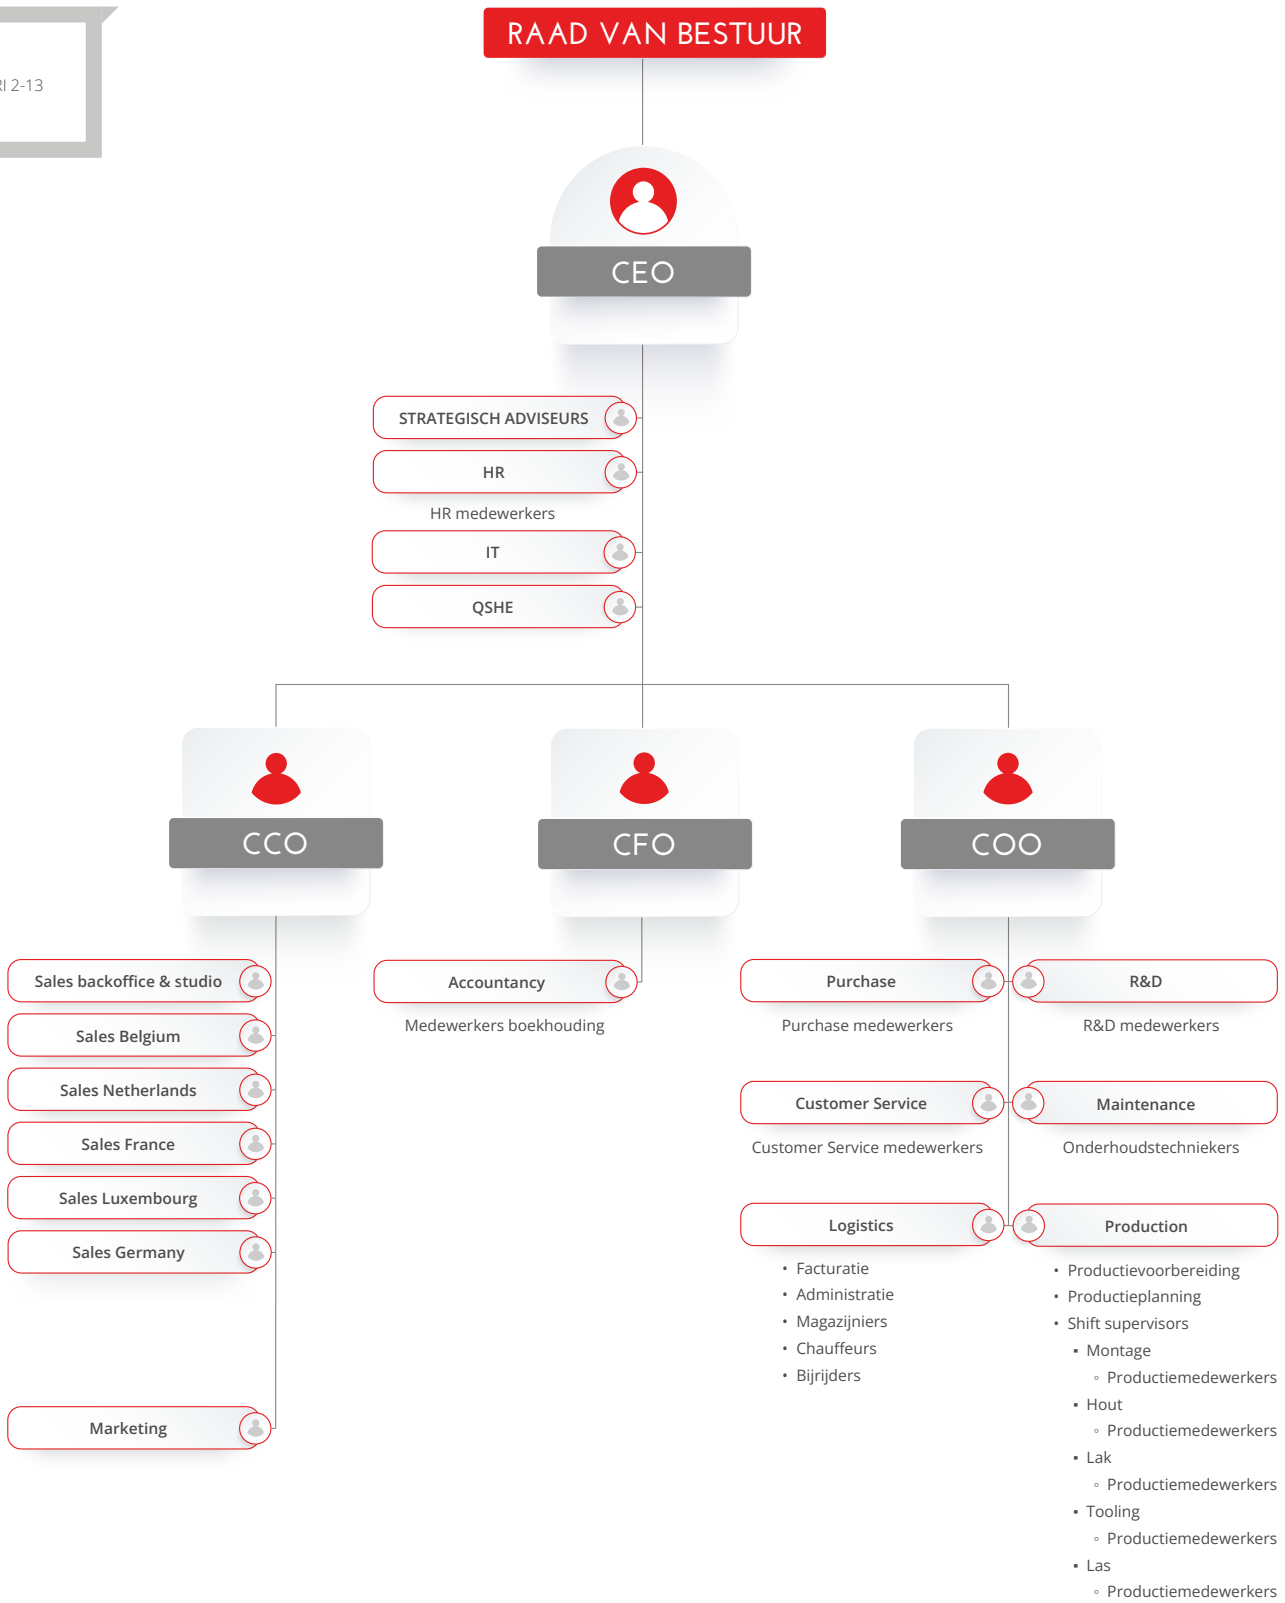 RAAD VAN BESTUUR
2-13
CEO
STRATEGISCH ADVISEURS
HR
HR medewerkers
IT
QSHE
CCO
CFO
COO
Sales backoffice & studio
Sales Belgium
Sales Netherlands
Sales France
Sales Luxembourg
Sales Germany
Marketing
Accountancy
Medewerkers boekhouding
Purchase
Purchase medewerkers
Customer Service
Customer Service medewerkers
Logistics
• Facturatie
• Administratie
• Magazijniers
• Chauffeurs
• Bijrijders
R&D
R&D medewerkers
Maintenance
Onderhoudstechniekers
Production
• Productievoorbereiding
• Productieplanning
• Shift supervisors
▪ Montage
◦ Productiemedewerkers
▪ Hout
◦ Productiemedewerkers
▪ Lak
◦ Productiemedewerkers
▪ Tooling
◦ Productiemedewerkers
▪ Las
◦ Productiemedewerkers